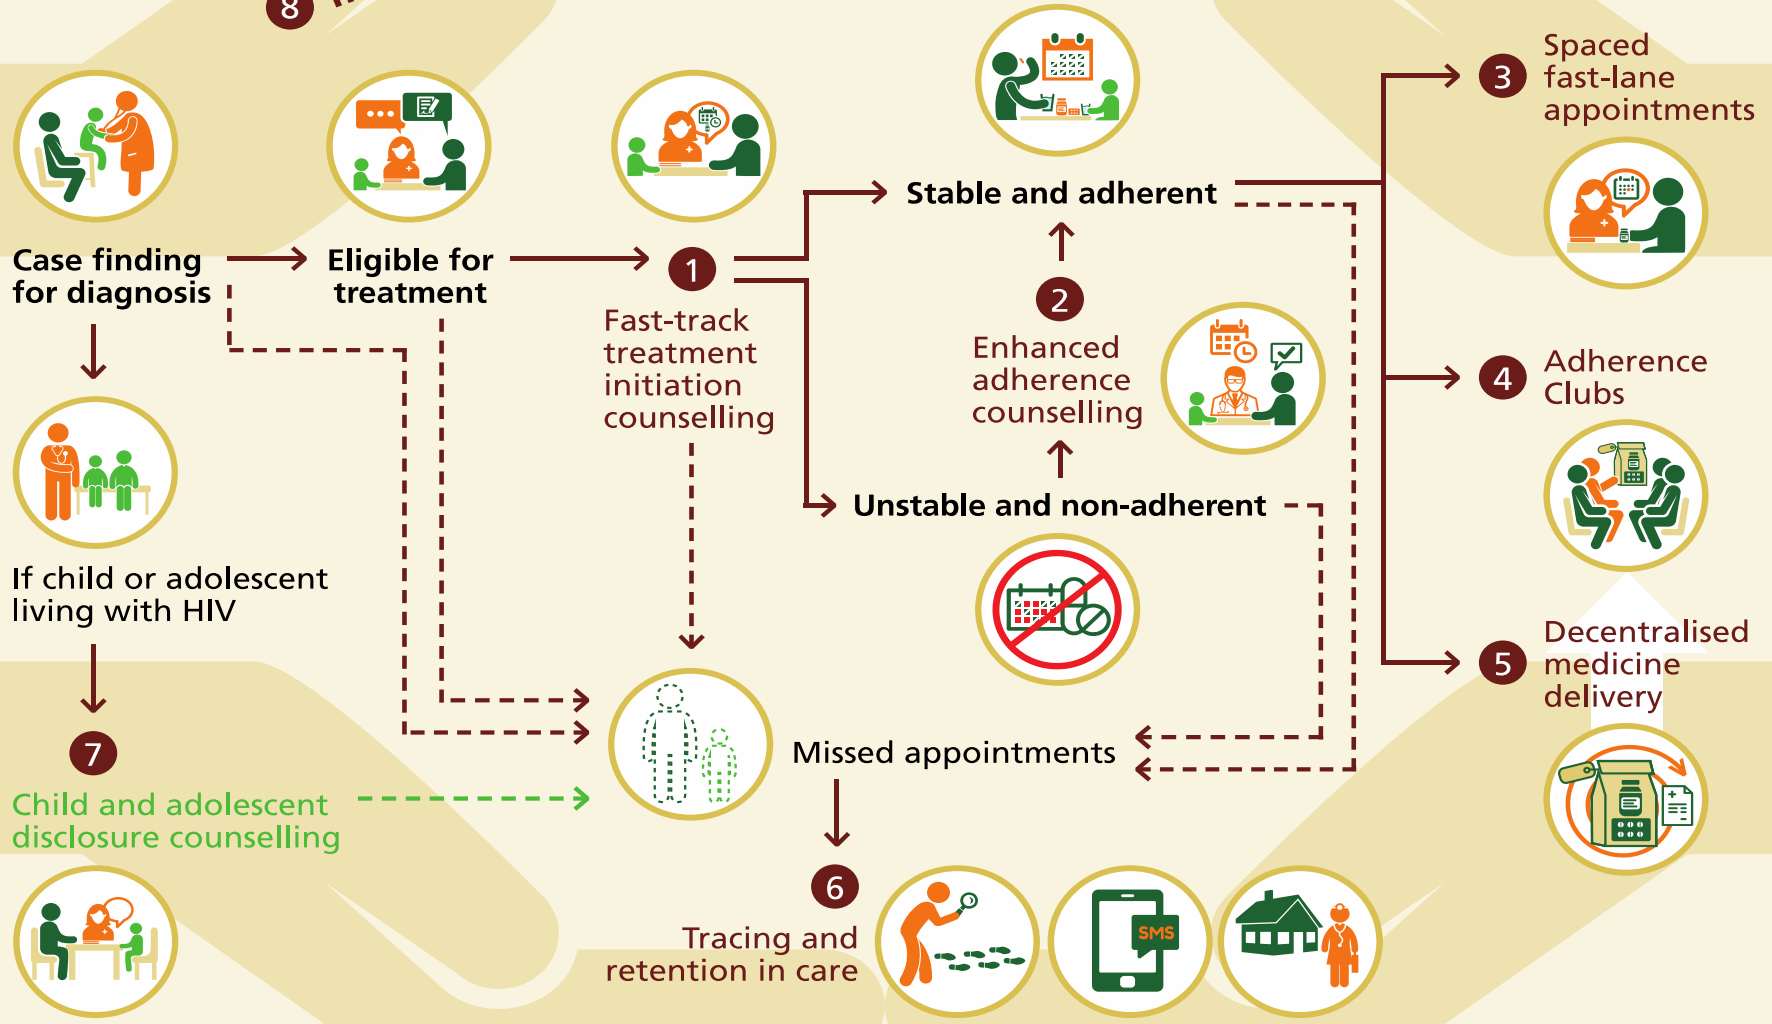 8
Spaced
3
fast-lane
appointments
Case finding
for diagnosis
Eligible for
treatment
1
Fast-track
treatment
initiation
counselling
Stable and adherent
2
Enhanced
adherence
counselling
Unstable and non-adherent
4
Adherence
Clubs
5
Decentralised
medicine
delivery
If child or adolescent
living with HIV
7
Child and adolescent
disclosure counselling
Missed appointments
6
Tracing and
retention in care
SMS